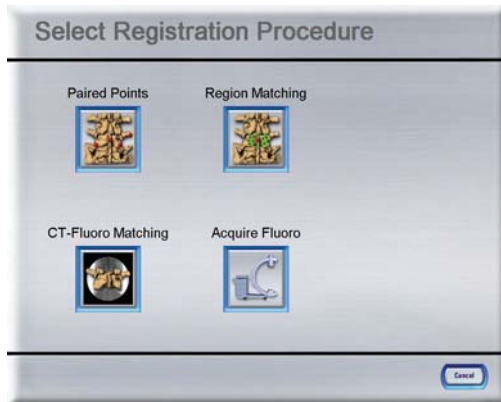 Select Registration Procedure
Paired Points Region Matching
CT-Fluoro Matching Acquire Fluoro
Cancel